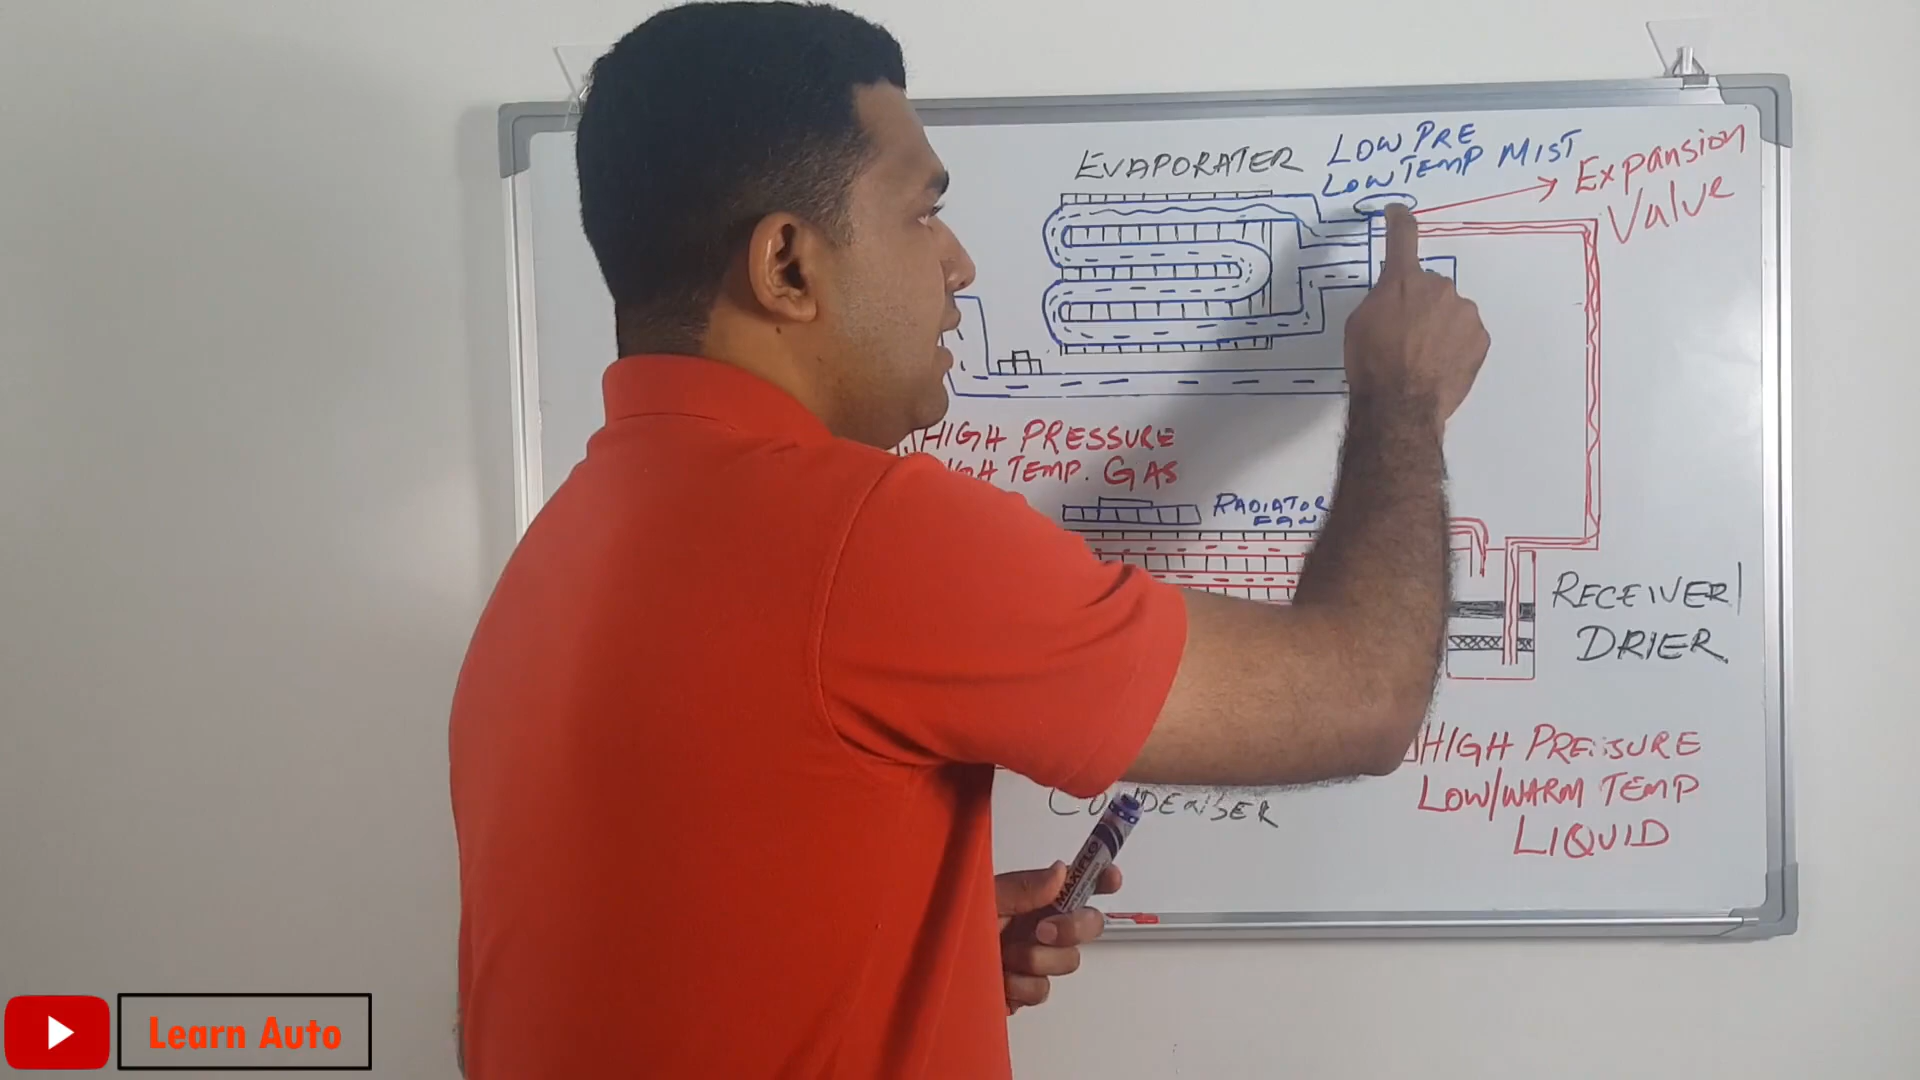 EVAPORATER
LOW PRE
LOW TEMP MIST
Expansion
Valve
HIGH PRESSURE
TEMP. GAS
RADIATOR
FAN
RECEIVER/
DRIER
HIGH PRESSURE
LOW/WARM TEMP
LIQUID
CONDENSER
MAXIFLO
Learn Auto